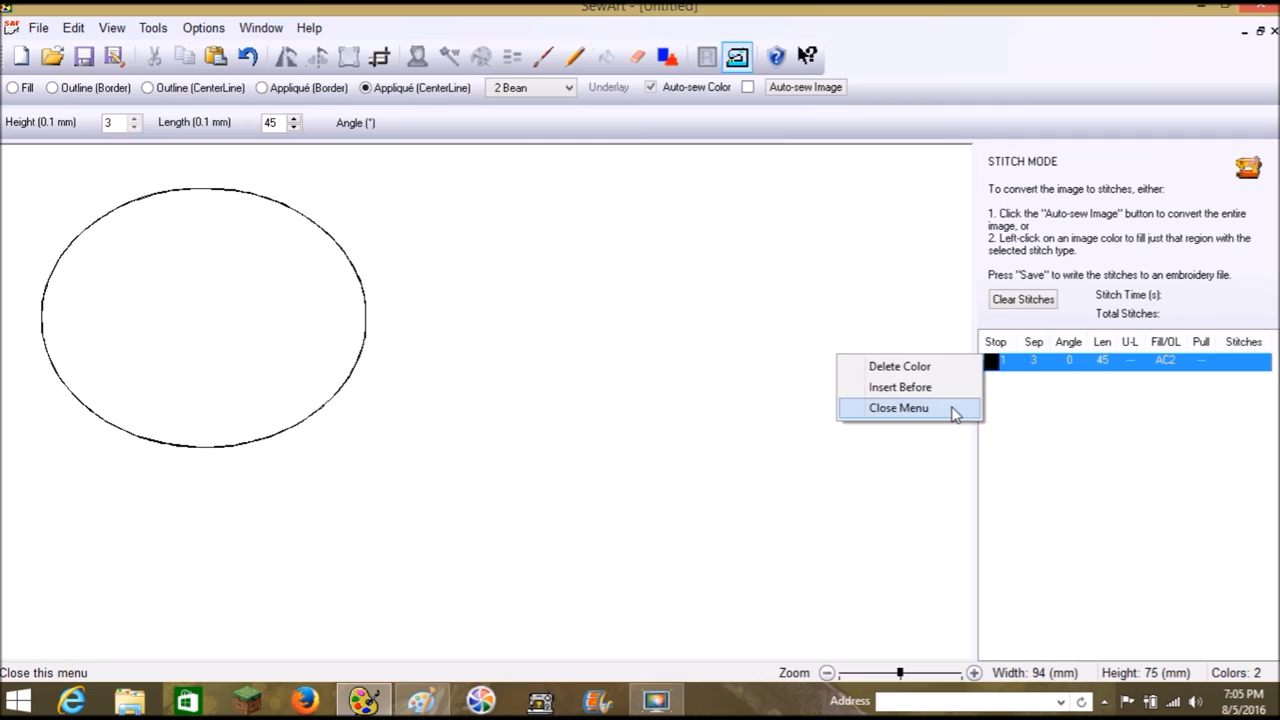 SewArt - [Untitled]
File Edit View Tools Options Window Help
Fill Outline (Border) Outline (CenterLine) Appliqué (Border) Appliqué (CenterLine) 2 Bean Underlay Auto-sew Color Auto-sew Image
Height (0.1 mm) 3 Length (0.1 mm) 45 Angle (°)
STITCH MODE
To convert the image to stitches, either:
1. Click the "Auto-sew Image" button to convert the entire
image, or
2. Left-click on an image color to fill just that region with the
selected stitch type.
Press "Save" to write the stitches to an embroidery file.
Clear Stitches
Stitch Time (s):
Total Stitches:
Stop Sep Angle Len U-L Fill/OL Pull Stitches
1 3 0 45 --- AC2 ---
Delete Color
Insert Before
Close Menu
Close this menu Zoom Width: 94 (mm) Height: 75 (mm) Colors: 2
Address 7:05 PM
8/5/2016